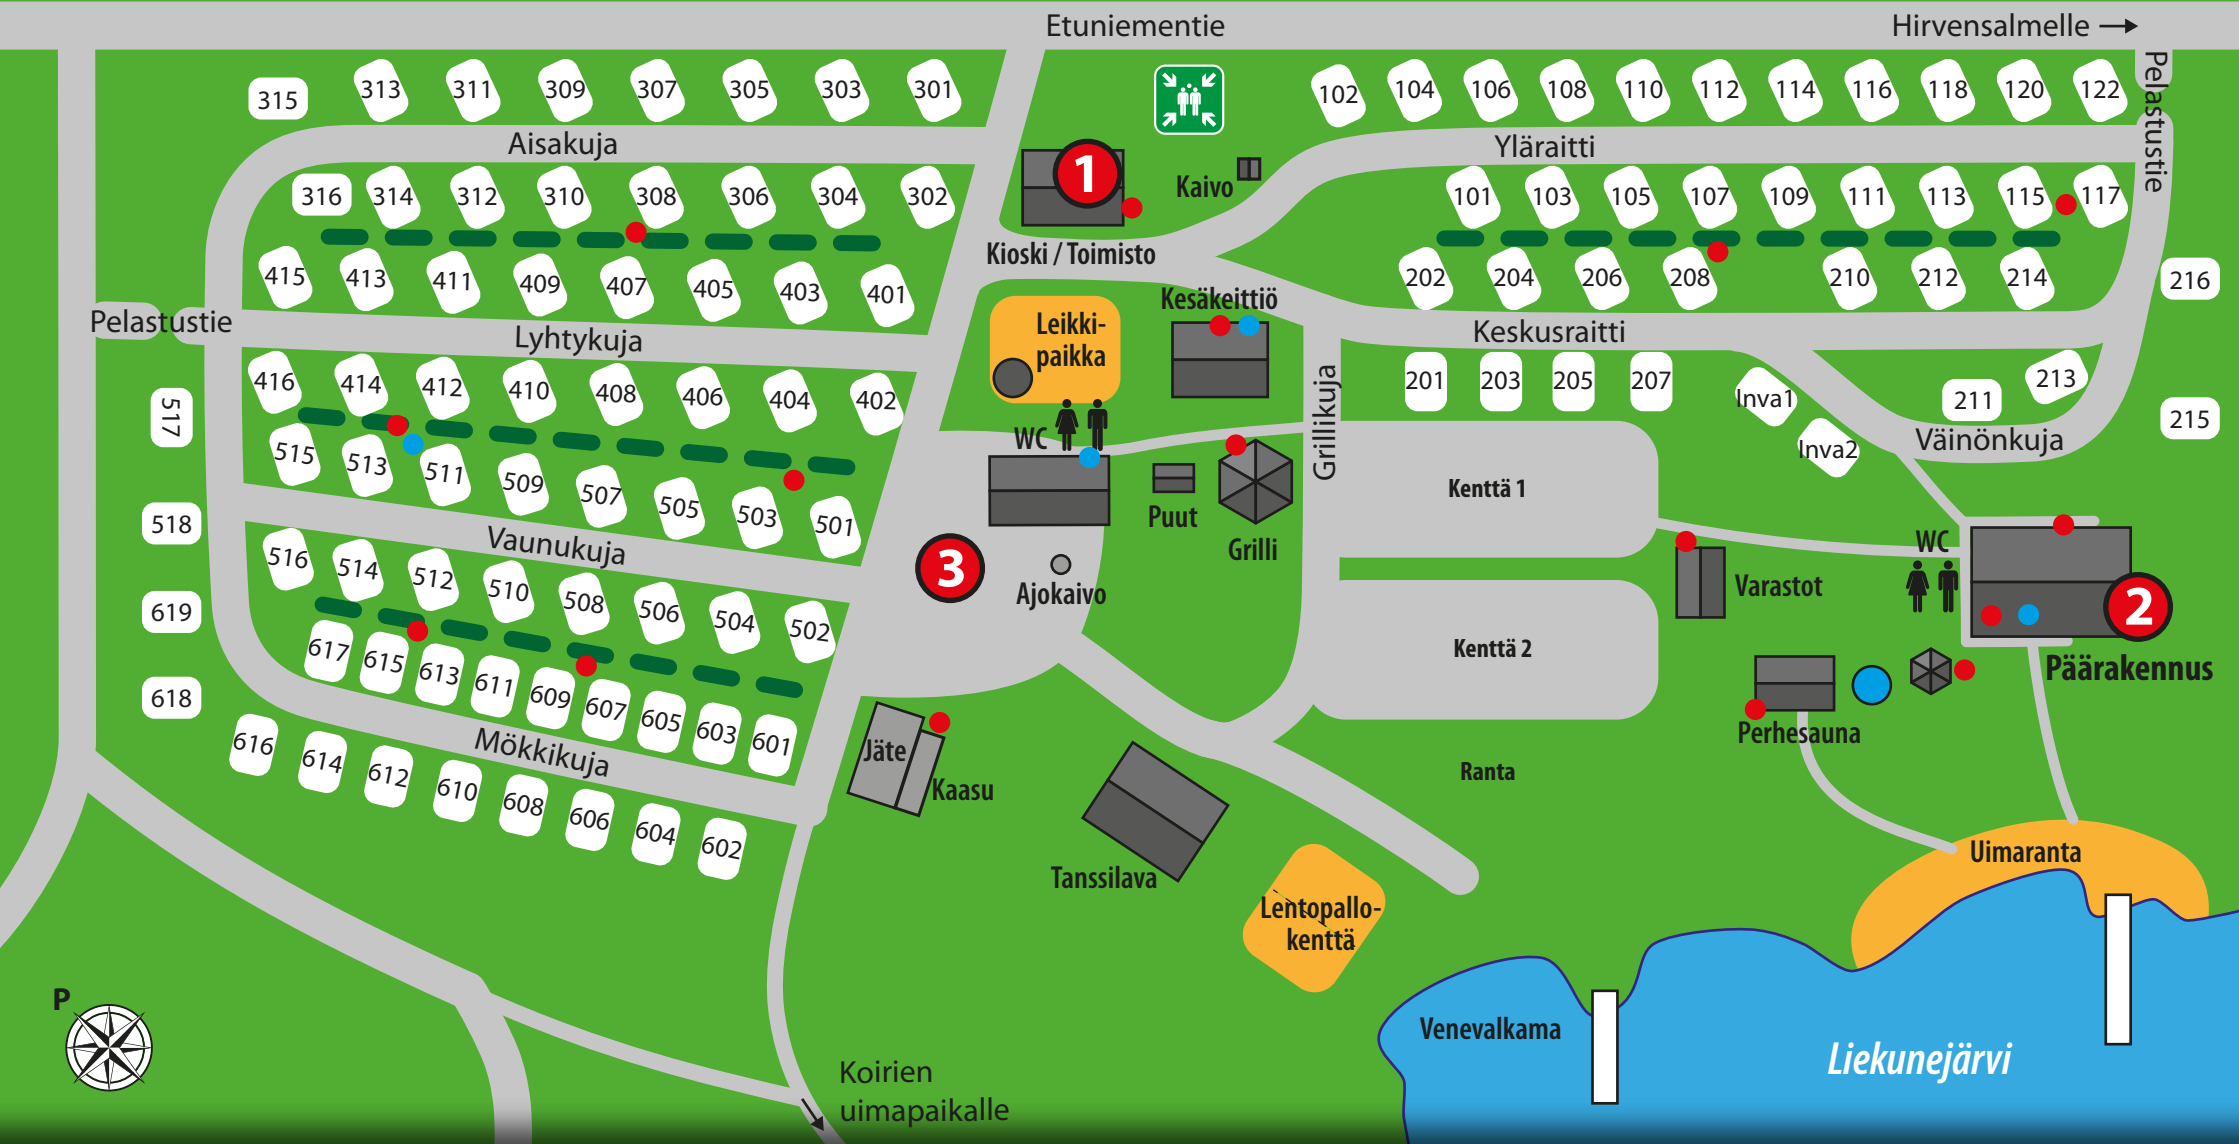 Etuniementie
Hirvensalmelle
Pelastustie
315
313
311
309
307
305
303
301
102
104
106
108
110
112
114
116
118
120
122
Aisakuja
Yläraitti
1
Kaivo
316
314
312
310
308
306
304
302
101
103
105
107
109
111
113
115
117
Kioski / Toimisto
415
413
411
409
407
405
403
401
202
204
206
208
210
212
214
216
Pelastustie
Lyhtykuja
Leikki-
paikka
Kesäkeittiö
Keskusraitti
416
414
412
410
408
406
404
402
201
203
205
207
Inva1
Inva2
211
213
215
Väinönkuja
Grillikuja
517
515
513
511
509
507
505
503
501
WC
Puut
Grilli
Kenttä 1
518
Vaunukuja
3
Ajokaivo
WC
Varastot
2
Päärakennus
516
514
512
510
508
506
504
502
619
617
615
613
611
609
607
605
603
601
Kenttä 2
618
Mökkikuja
Jäte
Kaasu
Perhesauna
Ranta
616
614
612
610
608
606
604
602
Tanssilava
Lentopallo-
kenttä
Uimaranta
P
Venevalkama
Liekunejärvi
Koirien
uimapaikalle